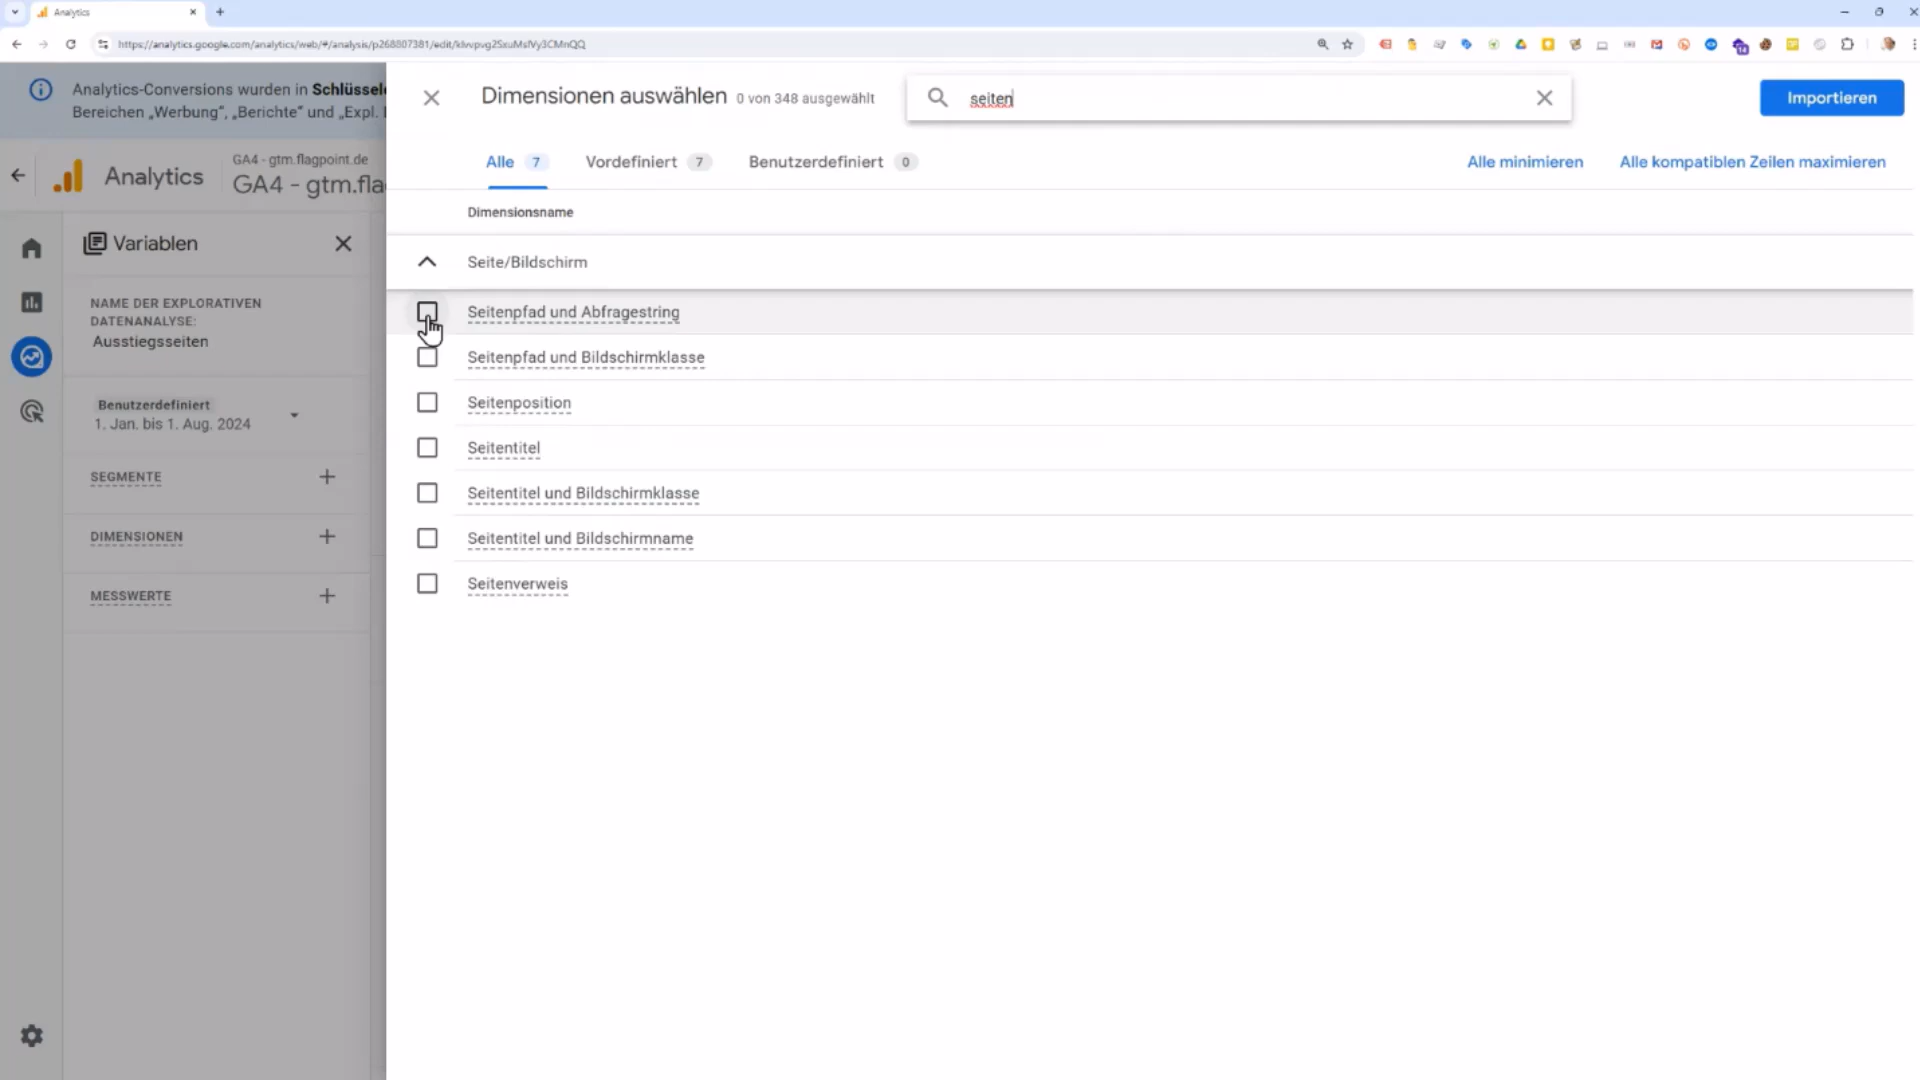 Analytics
https://analytics.google.com/analytics/web/#/analysis/p268807381/edit/
Analytics-Conversions wurden in Schlüssel
Bereichen „Werbung“, „Berichte“ und „Expl.
Analytics
GA4 - gtm.flagpoint.de
GA4 - gtm.fla
Variablen
NAME DER EXPLORATIVEN
DATENANALYSE:
Ausstiegsseiten
Benutzerdefiniert
1. Jan. bis 1. Aug. 2024
SEGMENTE
DIMENSIONEN
MESSWERTE
Dimensionen auswählen 0 von 348 ausgewählt
seiten
Importieren
Alle 7 Vordefiniert 7 Benutzerdefiniert 0
Alle minimieren Alle kompatiblen Zeilen maximieren
Dimensionsname
Seite/Bildschirm
Seitenpfad und Abfragestring
Seitenpfad und Bildschirmklasse
Seitenposition
Seitentitel
Seitentitel und Bildschirmklasse
Seitentitel und Bildschirmname
Seitenverweis